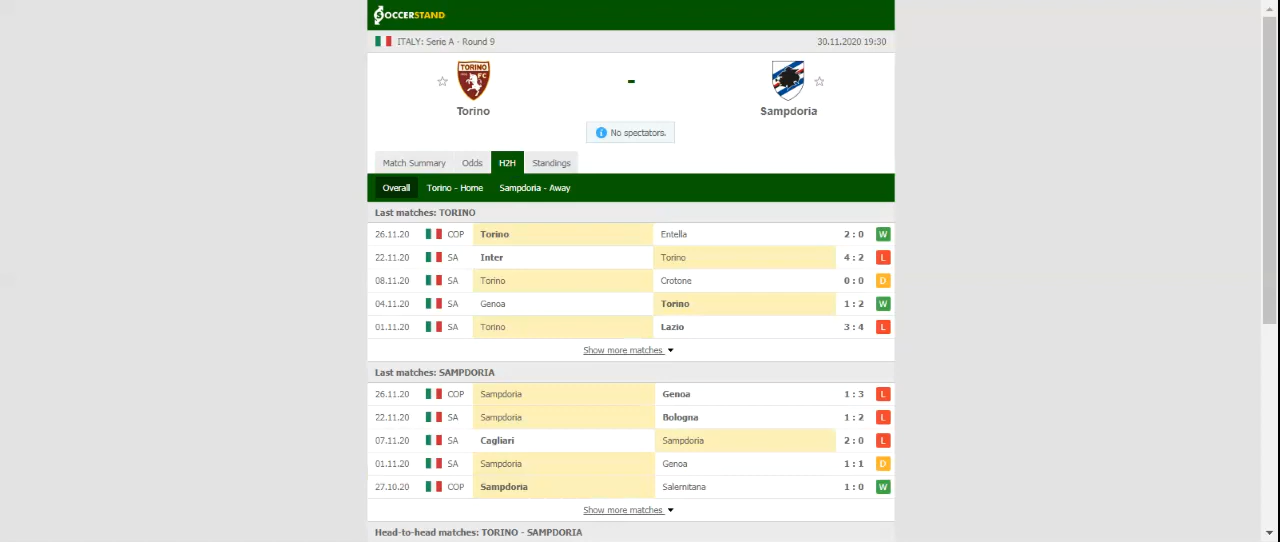 SOCCERSTAND
ITALY: Serie A - Round 9 30.11.2020 19:30
TORINO FC
-
Torino Sampdoria
i No spectators.
Match Summary Odds H2H Standings
Overall Torino - Home Sampdoria - Away
Last matches: TORINO
26.11.20 COP Torino Entella 2 : 0 W
22.11.20 SA Inter Torino 4 : 2 L
08.11.20 SA Torino Crotone 0 : 0 D
04.11.20 SA Genoa Torino 1 : 2 W
01.11.20 SA Torino Lazio 3 : 4 L
Show more matches
Last matches: SAMPDORIA
26.11.20 COP Sampdoria Genoa 1 : 3 L
22.11.20 SA Sampdoria Bologna 1 : 2 L
07.11.20 SA Cagliari Sampdoria 2 : 0 L
01.11.20 SA Sampdoria Genoa 1 : 1 D
27.10.20 COP Sampdoria Salernitana 1 : 0 W
Show more matches
Head-to-head matches: TORINO - SAMPDORIA